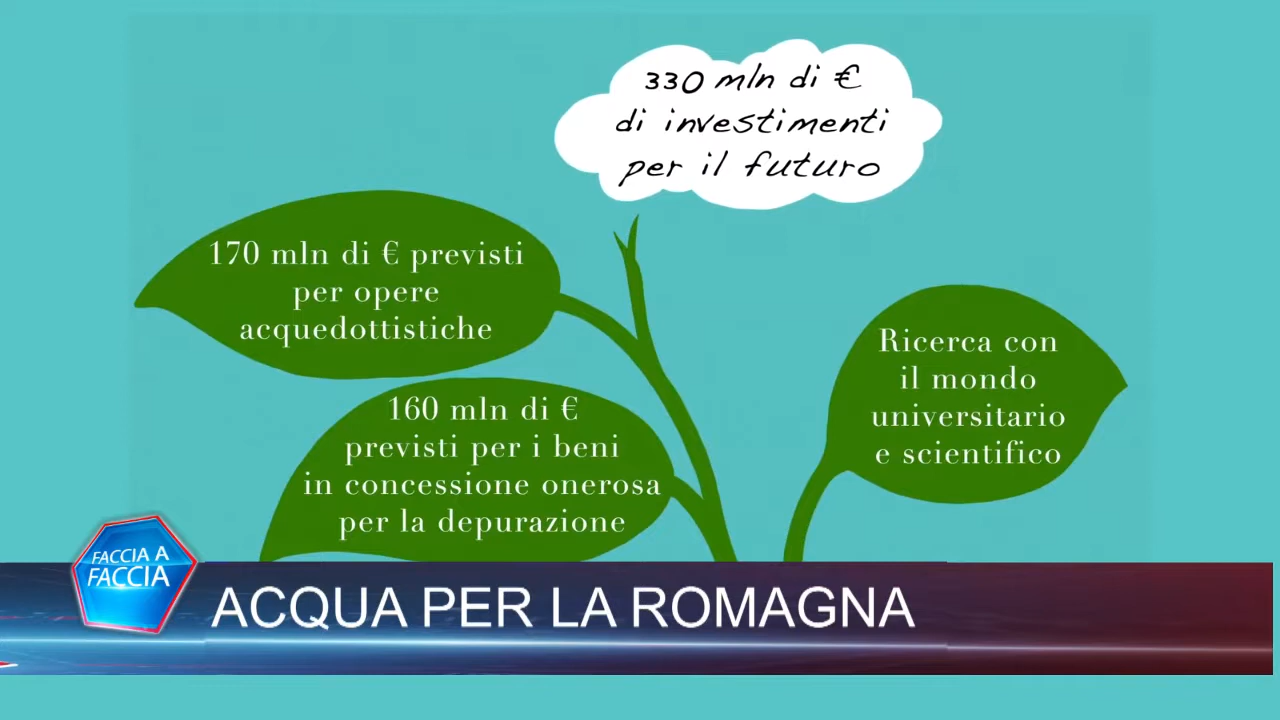 330 mln di €
di investimenti
per il futuro
170 mln di € previsti
per opere
acquedottistiche
160 mln di €
previsti per i beni
in concessione onerosa
per la depurazione
Ricerca con
il mondo
universitario
e scientifico
FACCIA A
FACCIA
ACQUA PER LA ROMAGNA